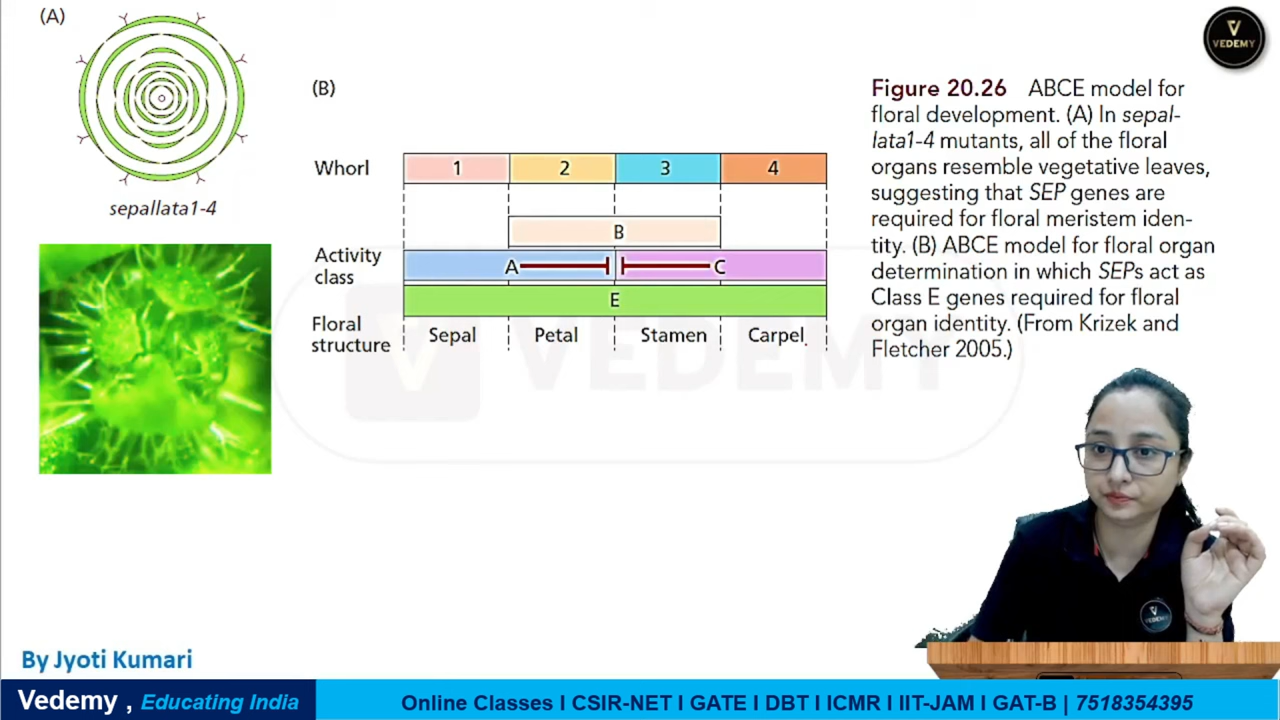 (A)
sepallata1-4
(B)
Whorl 1 2 3 4
B
Activity
class
A C
E
Floral
structure
Sepal Petal Stamen Carpel
Figure 20.26 ABCE model for
floral development. (A) In sepal-
lata1-4 mutants, all of the floral
organs resemble vegetative leaves,
suggesting that SEP genes are
required for floral meristem iden-
tity. (B) ABCE model for floral organ
determination in which SEPs act as
Class E genes required for floral
organ identity. (From Krizek and
Fletcher 2005.)
VEDEMY
VEDEMY
By Jyoti Kumari
Vedemy , Educating India
Online Classes I CSIR-NET I GATE I DBT I ICMR I IIT-JAM I GAT-B | 7518354395